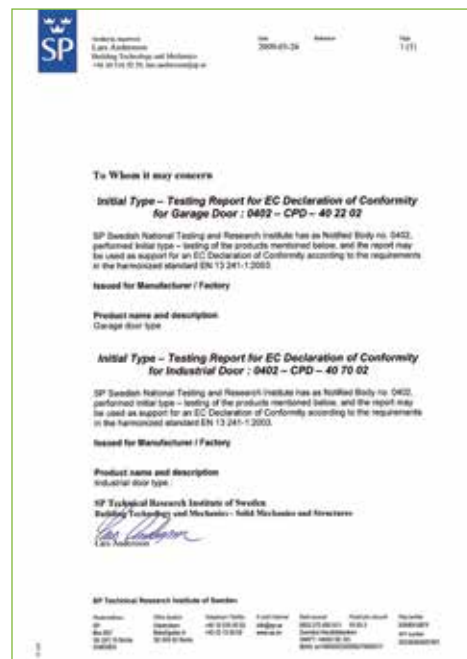 SP
Handled by, department
Lars Andersson
Building Technology and Mechanics
Date
2009-03-26
Reference
Page
1 (1)
To Whom it may concern
Initial Type – Testing Report for EC Declaration of Conformity
for Garage Door : 0402 – CPD – 40 22 02
SP Swedish National Testing and Research Institute has as Notified Body no. 0402,
performed Initial type – testing of the products mentioned below, and the report may
be used as support for an EC Declaration of Conformity according to the requirements
in the harmonized standard EN 13 241-1:2003.
Issued for Manufacturer / Factory
Product name and description
Garage door type
Initial Type – Testing Report for EC Declaration of Conformity
for Industrial Door : 0402 – CPD – 40 70 02
SP Swedish National Testing and Research Institute has as Notified Body no. 0402,
performed initial type – testing of the products mentioned below, and the report may
be used as support for an EC Declaration of Conformity according to the requirements
in the harmonized standard EN 13 241-1:2003.
Issued for Manufacturer / Factory
Product name and description
Industrial door type :
SP Technical Research Institute of Sweden
Building Technology and Mechanics - Solid Mechanics and Structures
Lars Andersson
SP Technical Research Institute of Sweden